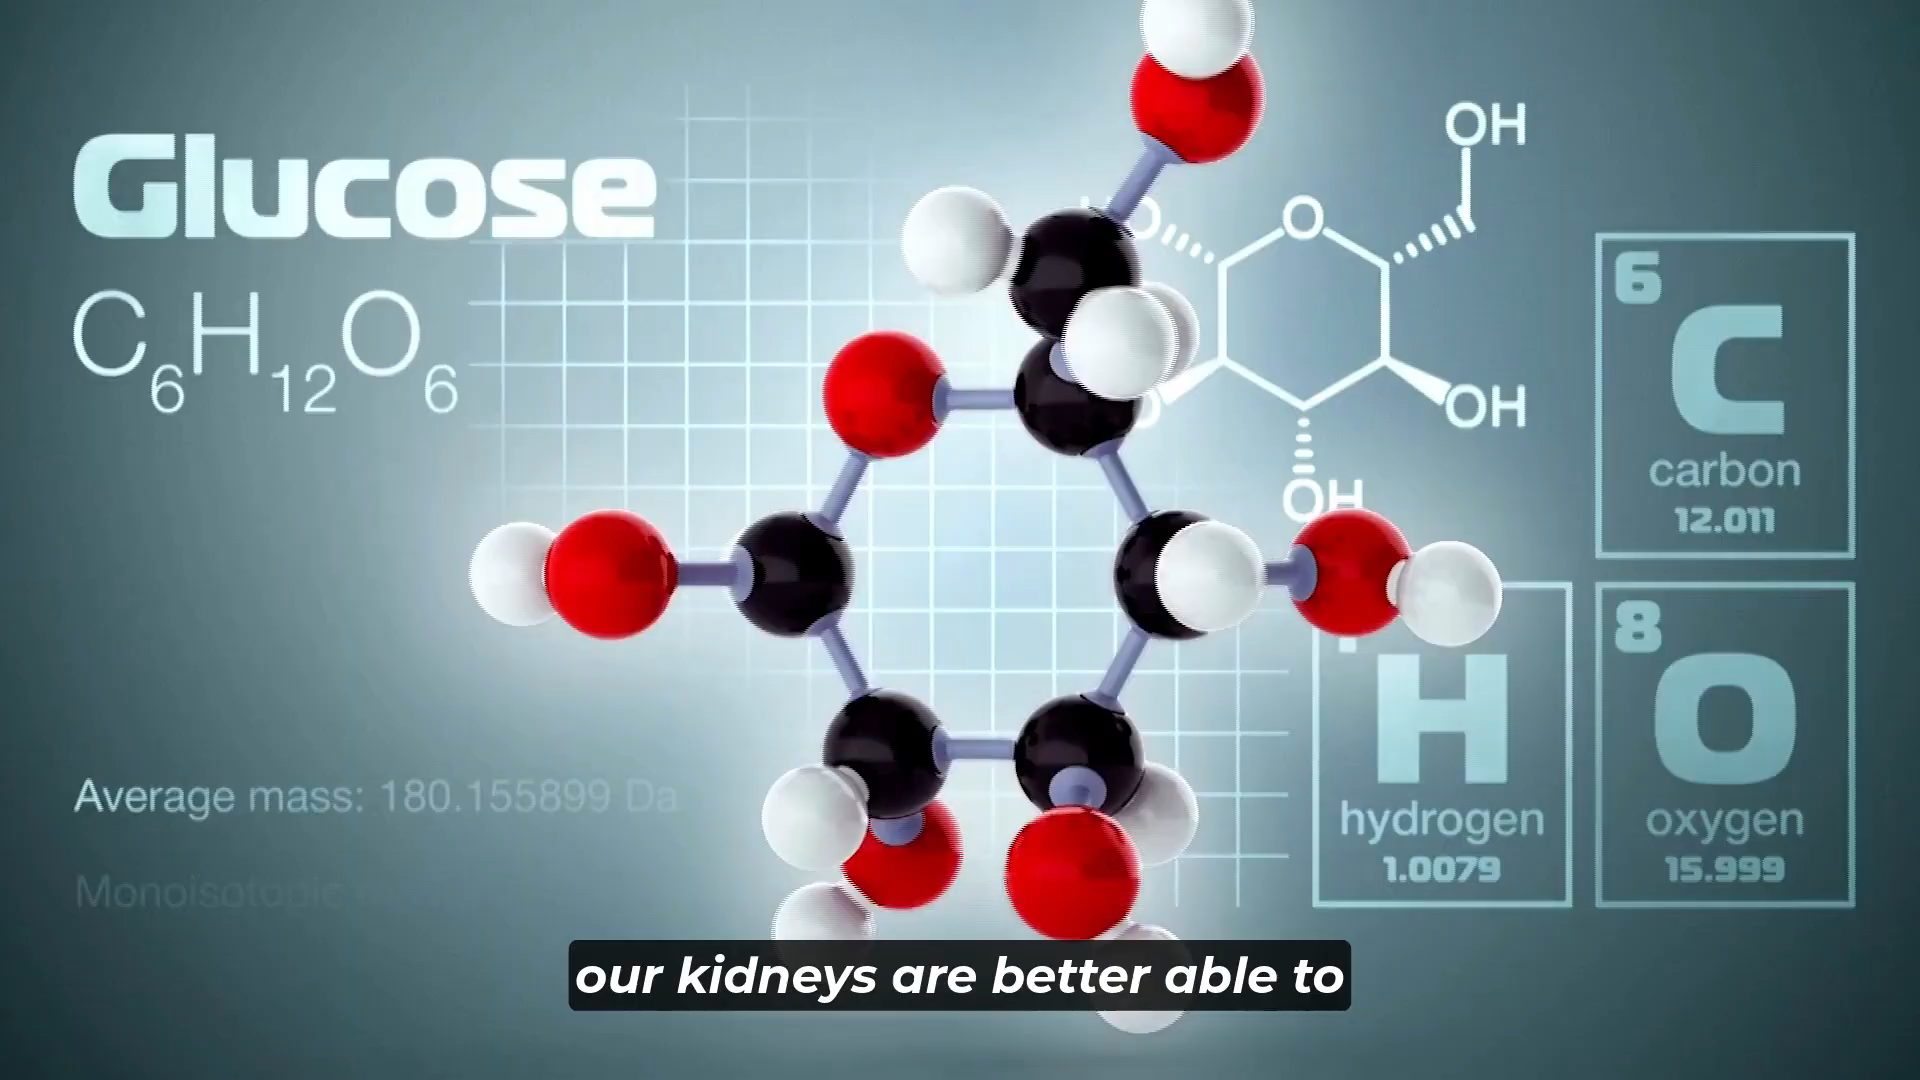 Glucose
C6H12O6
OH
O
OH
OH
6
C
carbon
12.011
H
hydrogen
1.0079
8
O
oxygen
15.999
Average mass: 180.155899 Da
Monoisotopic
our kidneys are better able to